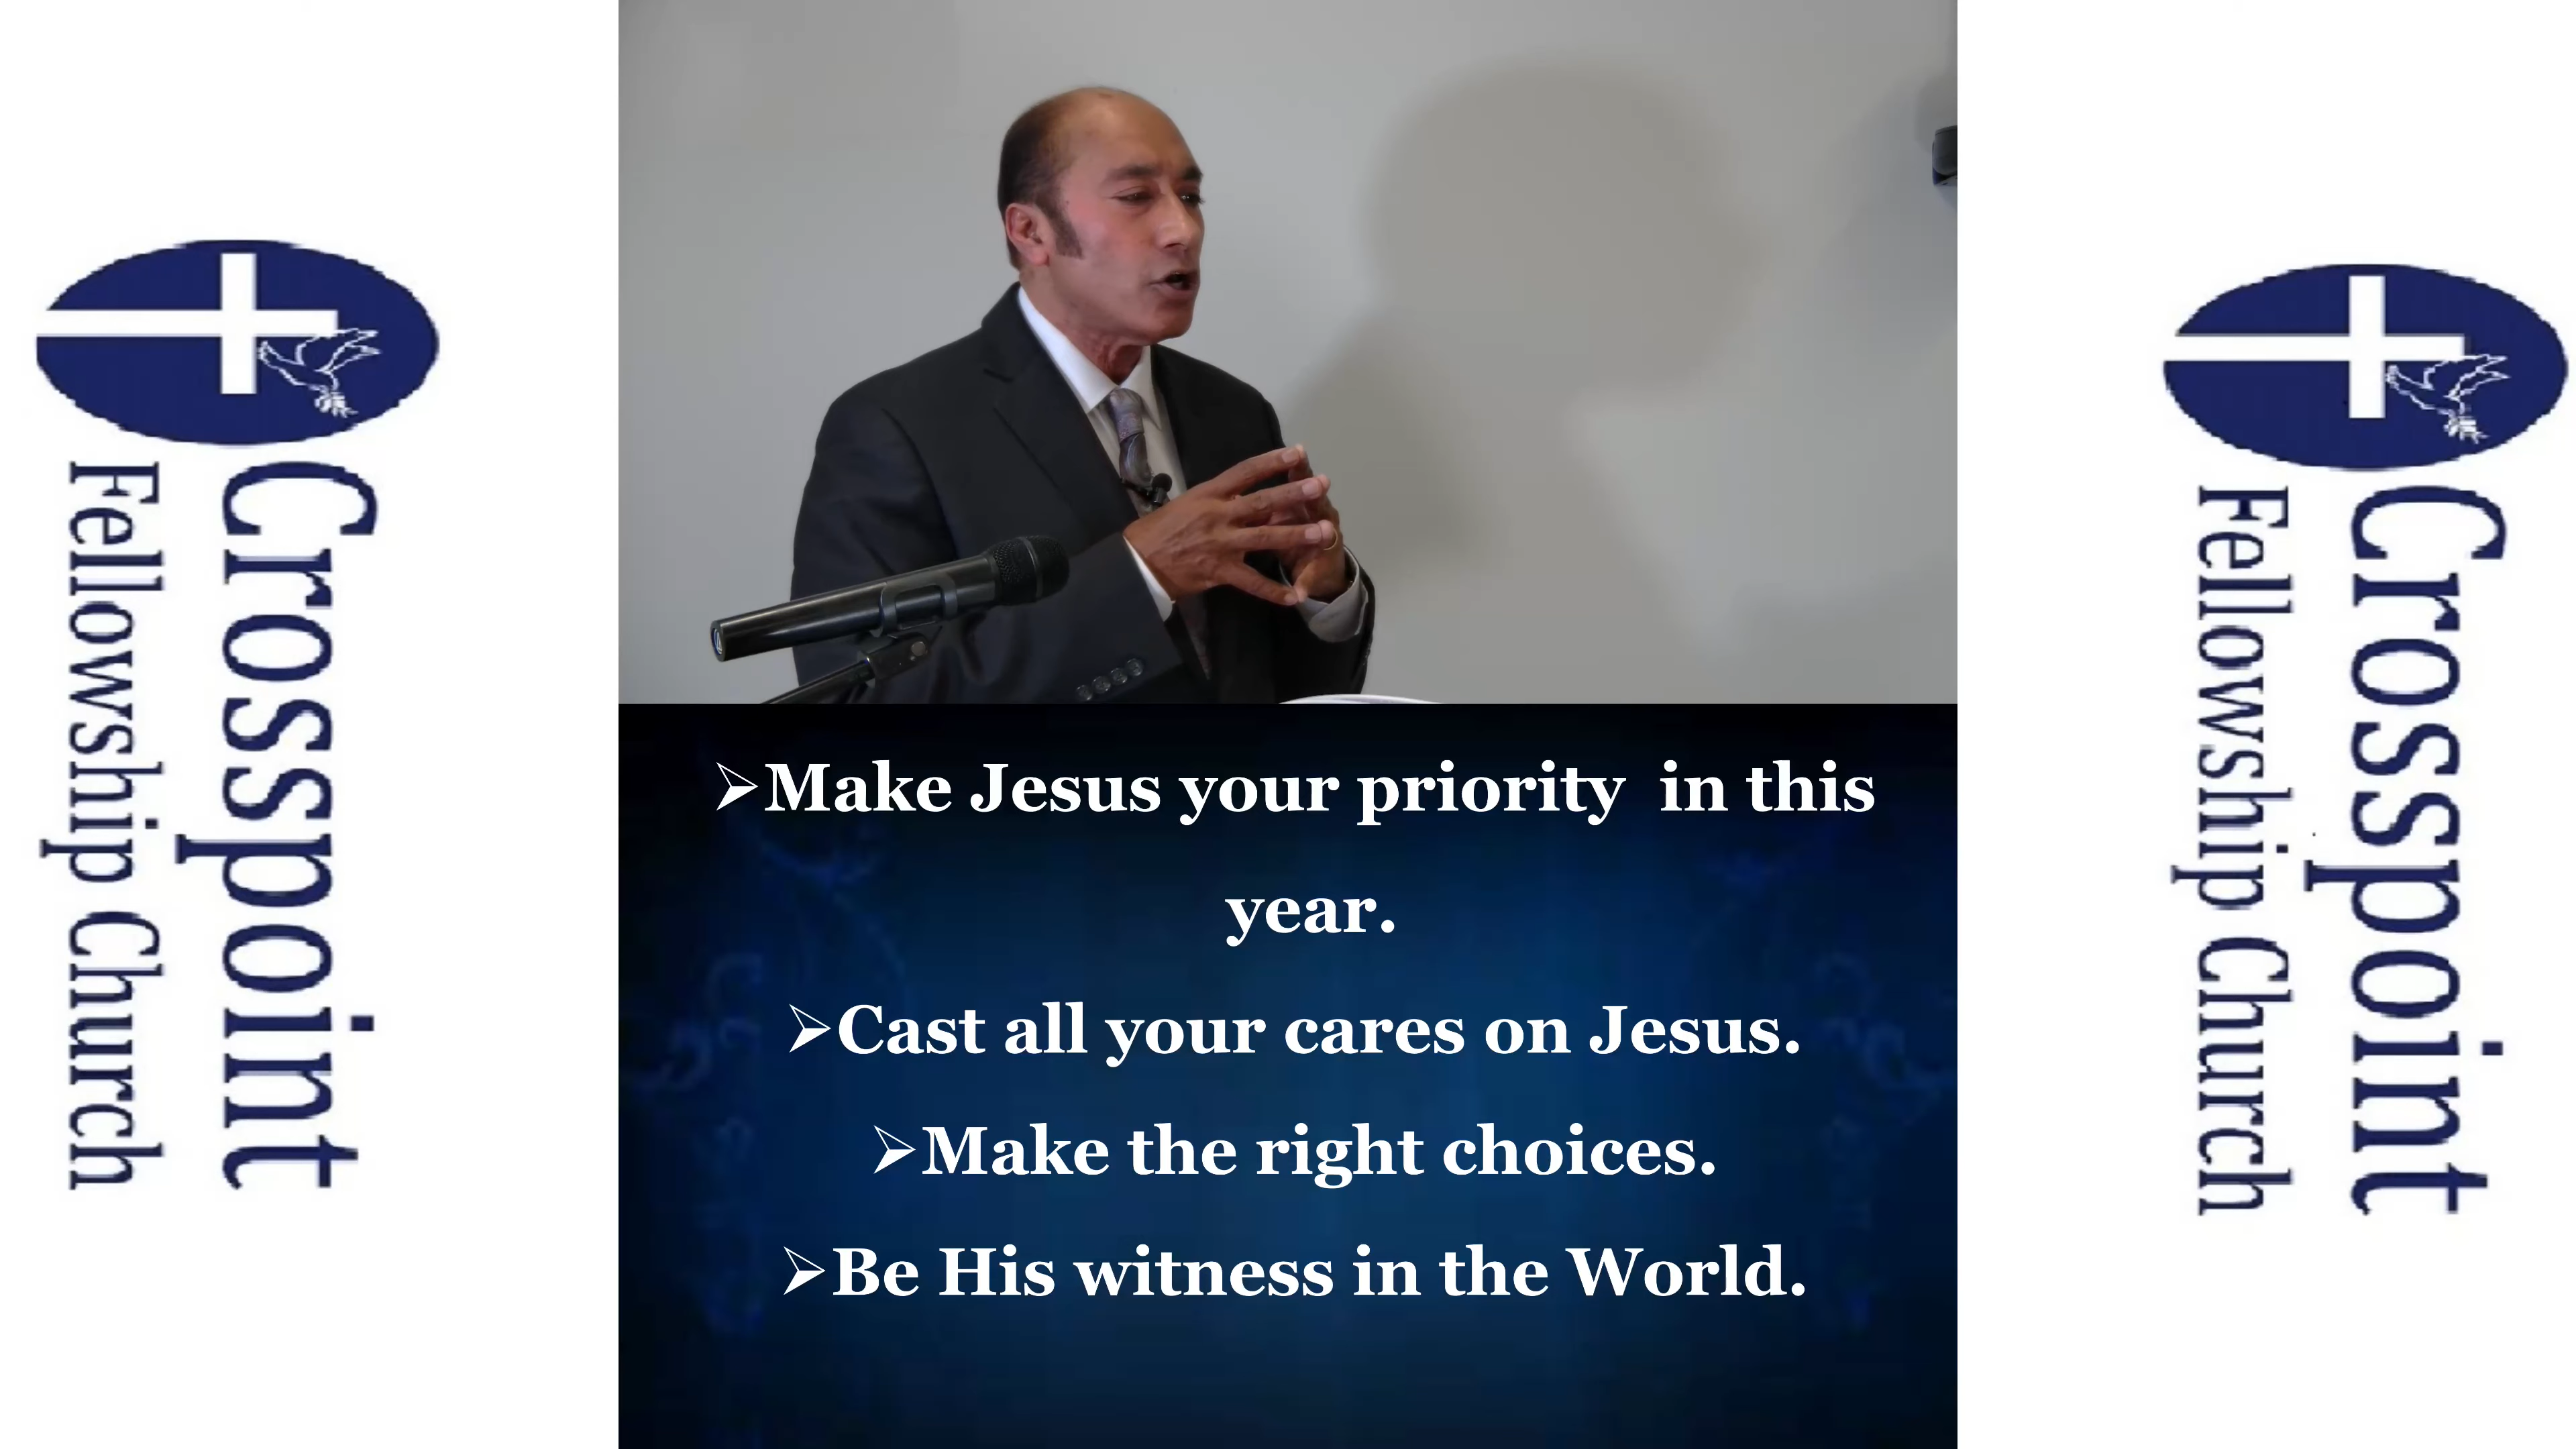 Crosspoint
Fellowship Church
➢Make Jesus your priority  in this
year.
➢Cast all your cares on Jesus.
➢Make the right choices.
➢Be His witness in the World.
Crosspoint
Fellowship Church